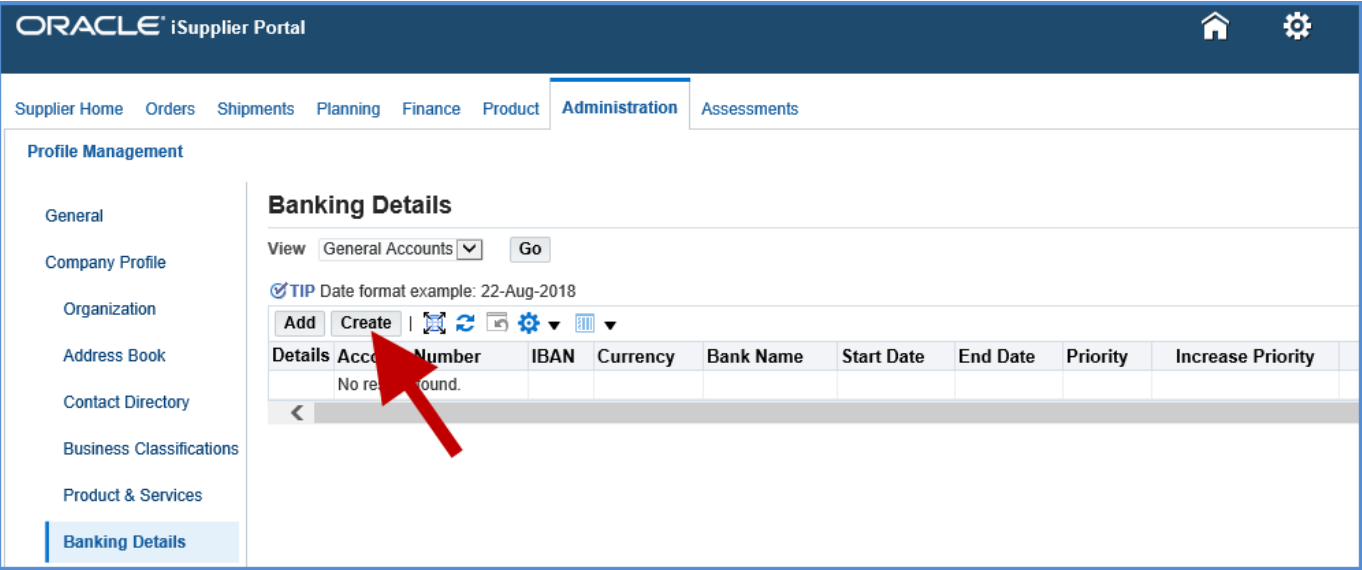 ORACLE iSupplier Portal
Supplier Home Orders Shipments Planning Finance Product Administration Assessments
Profile Management
General
Company Profile
Organization
Address Book
Contact Directory
Business Classifications
Product & Services
Banking Details
Banking Details
View General Accounts Go
TIP Date format example: 22-Aug-2018
Add Create |
Details Number IBAN Currency Bank Name Start Date End Date Priority Increase Priority
No